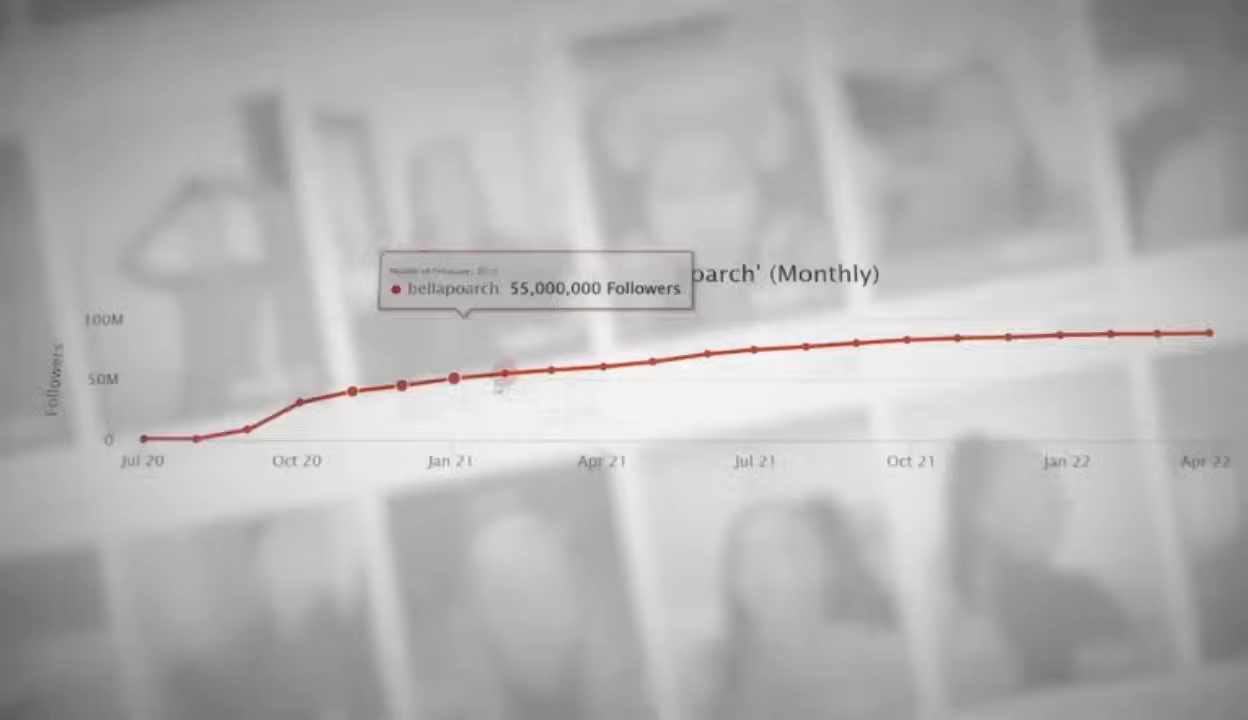 bellapoarch: 55,000,000 Followers
oarch' (Monthly)
100M
50M
0
Followers
Jul 20
Oct 20
Jan 21
Apr 21
Jul 21
Oct 21
Jan 22
Apr 22